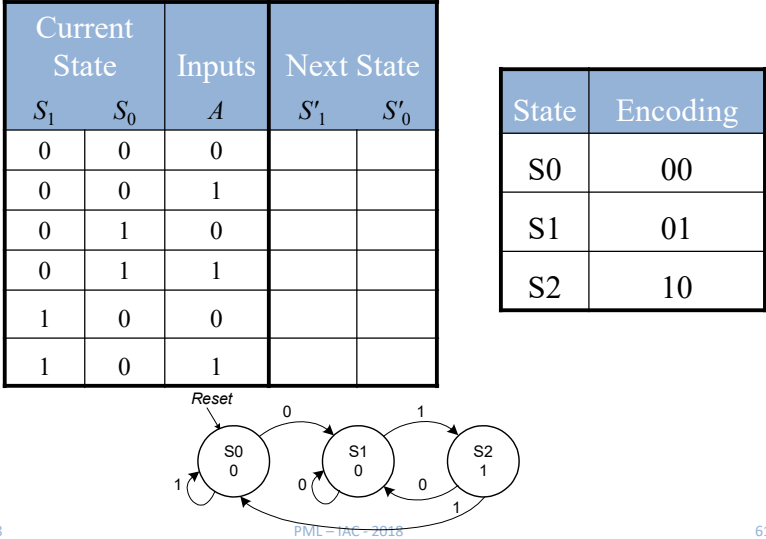 Current State Inputs Next State
S₁ S₀ A S′₁ S′₀
0 0 0
0 0 1
0 1 0
0 1 1
1 0 0
1 0 1
State Encoding
S0 00
S1 01
S2 10
Reset
0 1
S0 S1 S2
0 0 1
1 0 0
1
3 PML – IAC - 2018 61